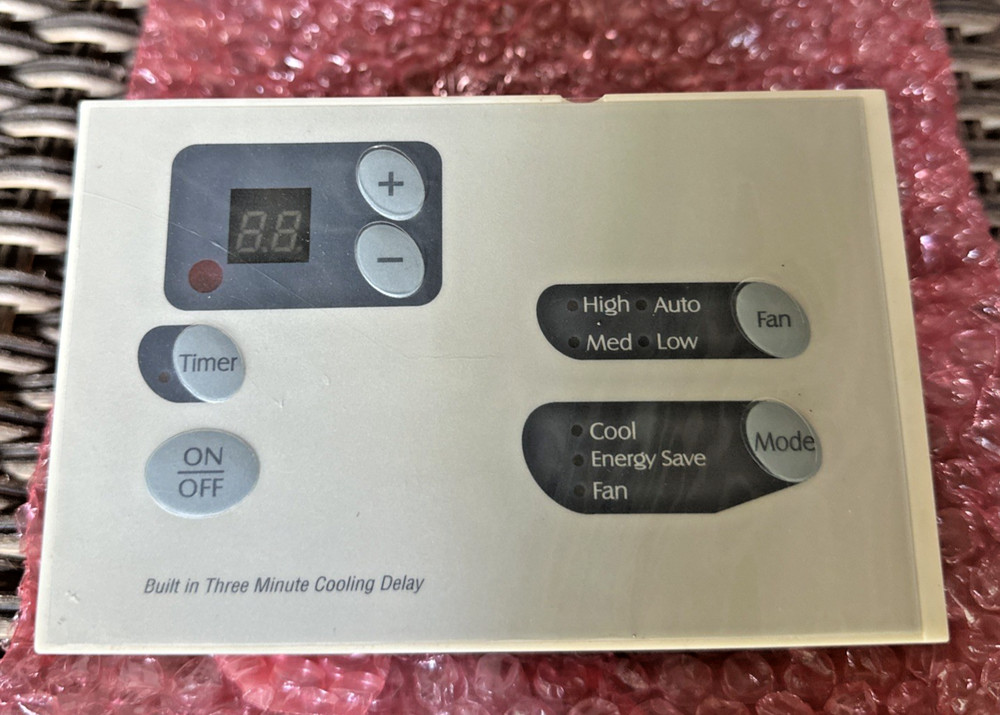 88
+
−
High Auto
Med Low
Fan
Timer
Cool
Energy Save
Fan
Mode
ON
OFF
Built in Three Minute Cooling Delay